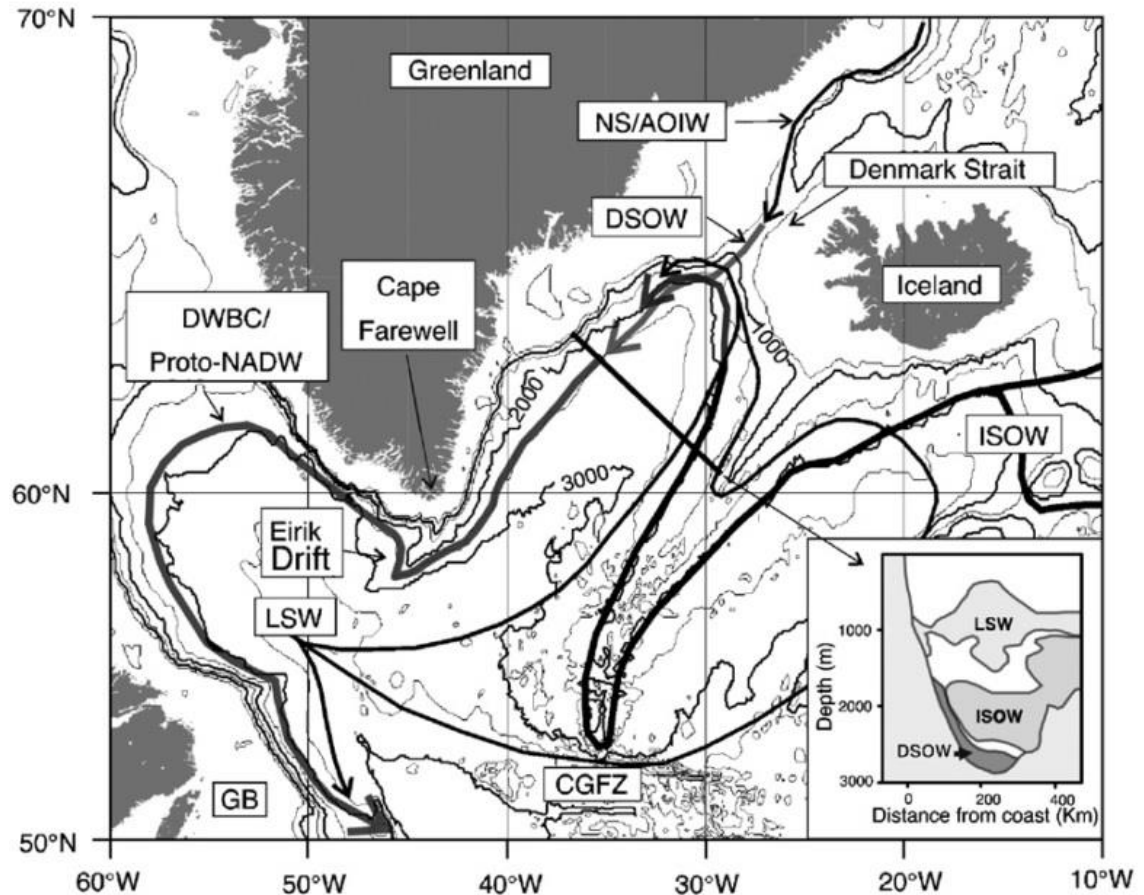 70°N
Greenland
NS/AOIW
Denmark Strait
DSOW
Iceland
Cape
Farewell
DWBC/
Proto-NADW
1000
2000
ISOW
3000
60°N
Eirik
Drift
LSW
CGFZ
GB
50°N
60°W
50°W
40°W
30°W
20°W
10°W
LSW
1000
Depth (m)
ISOW
2000
DSOW
3000
0
200
400
Distance from coast (Km)